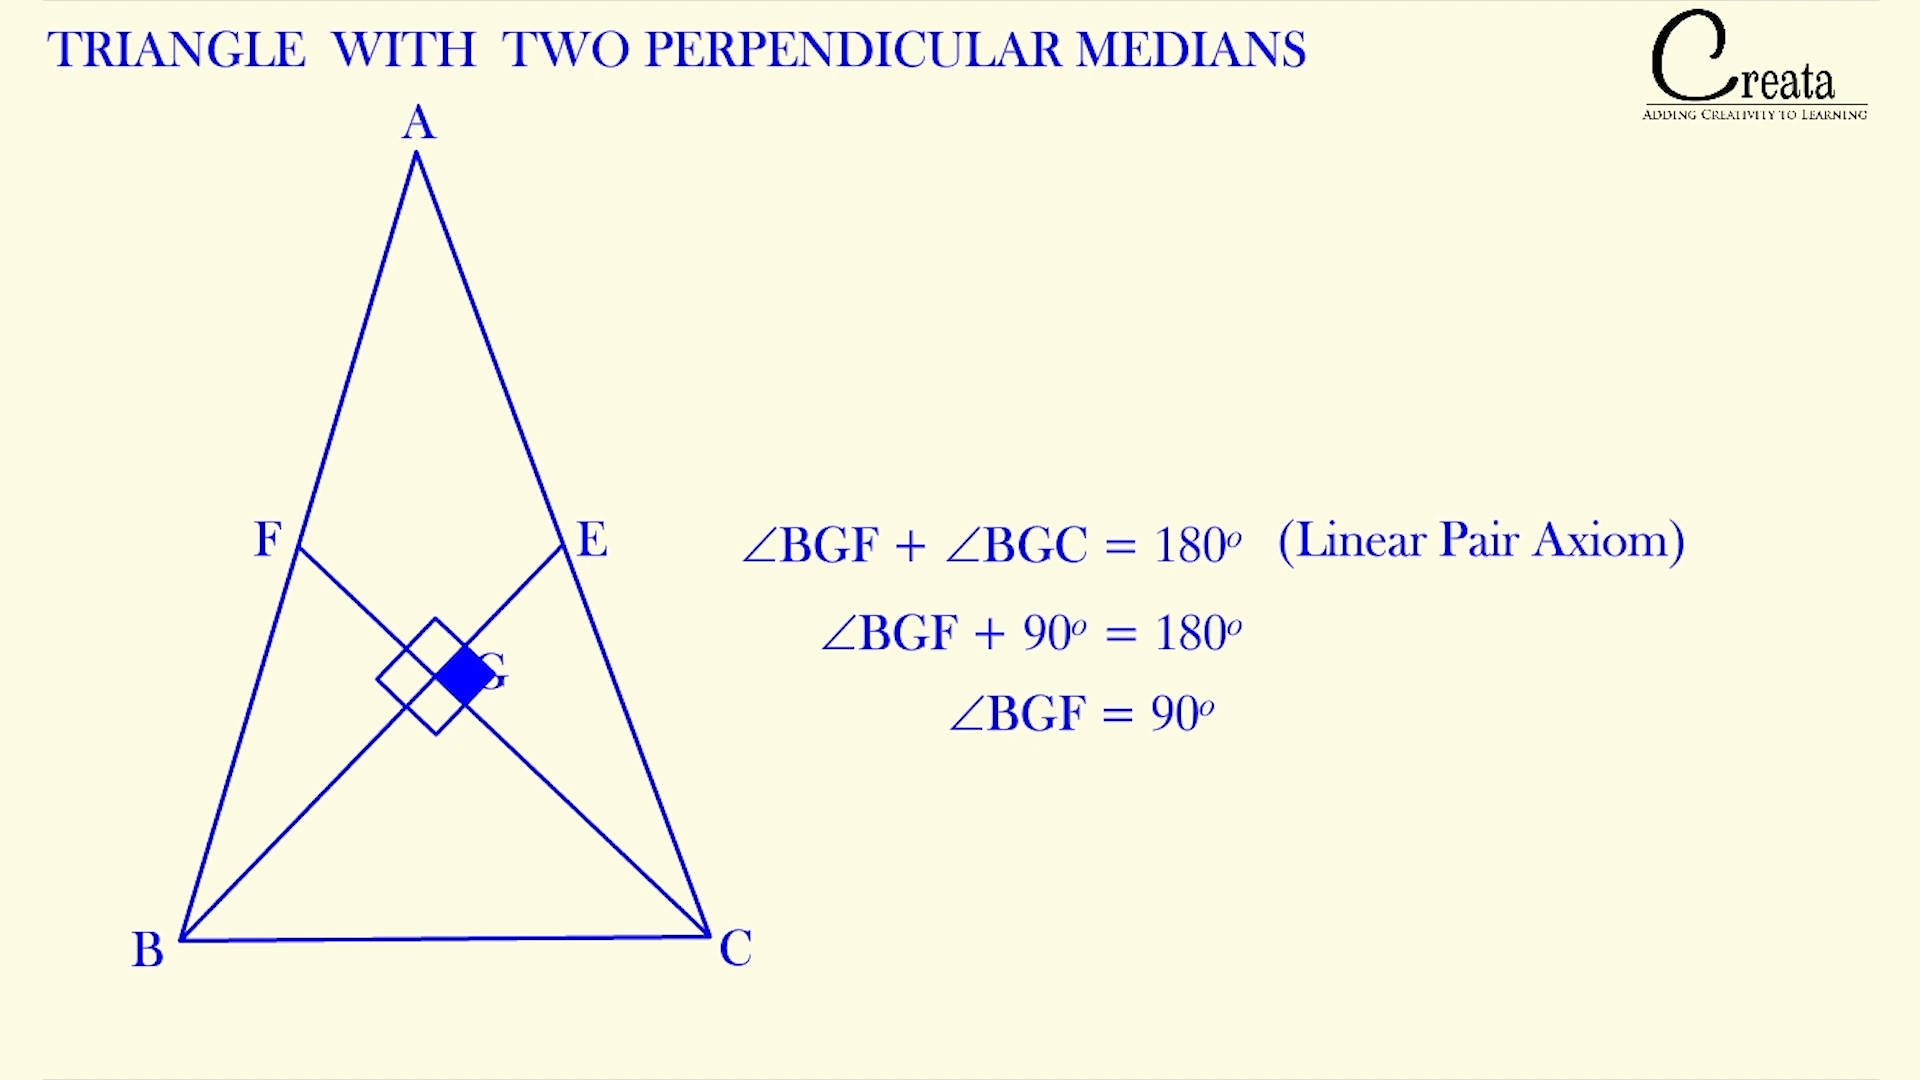 TRIANGLE WITH TWO PERPENDICULAR MEDIANS
Creata
ADDING CREATIVITY TO LEARNING
A
F
E
∠BGF + ∠BGC = 180° (Linear Pair Axiom)
∠BGF + 90° = 180°
G
∠BGF = 90°
B
C